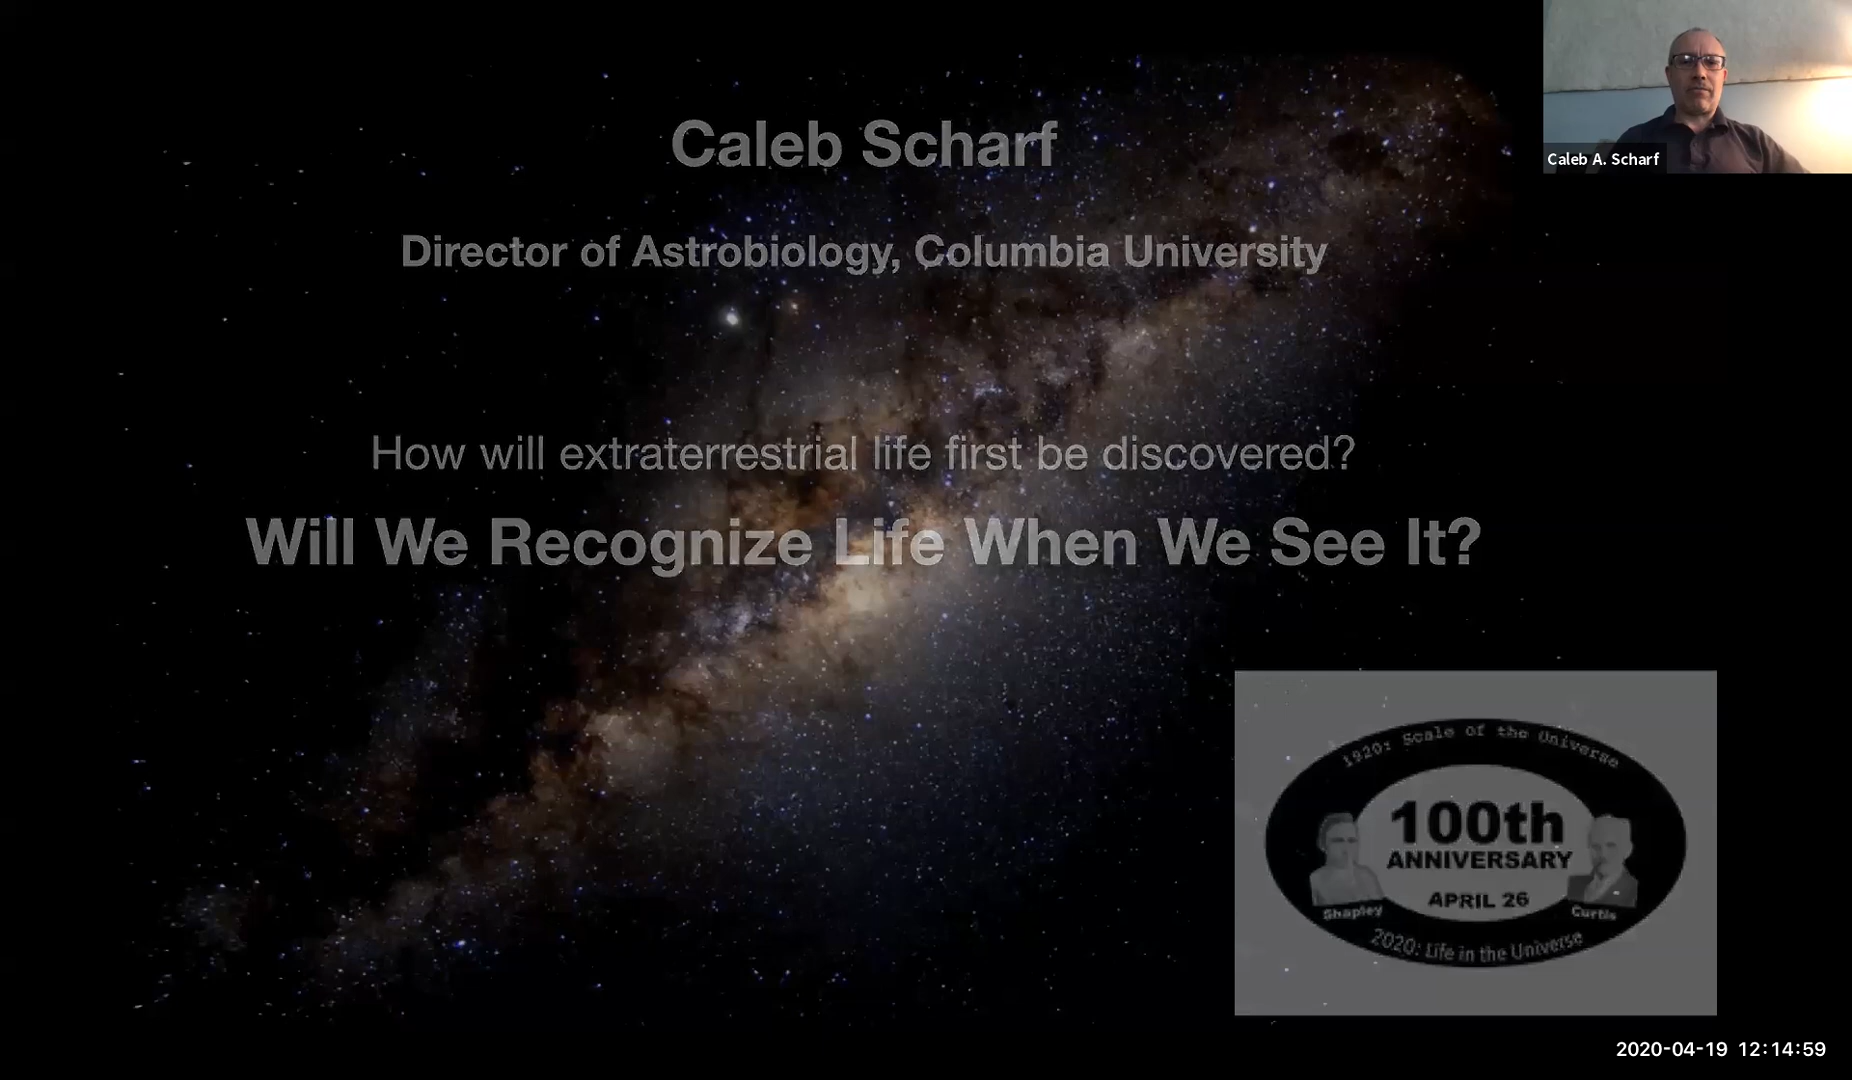 Caleb Scharf
Caleb A. Scharf
Director of Astrobiology, Columbia University
How will extraterrestrial life first be discovered?
Will We Recognize Life When We See It?
1920: Scale of the Universe
100th
ANNIVERSARY
APRIL 26
Shapley
Curtis
2020: Life in the Universe
2020-04-19 12:14:59